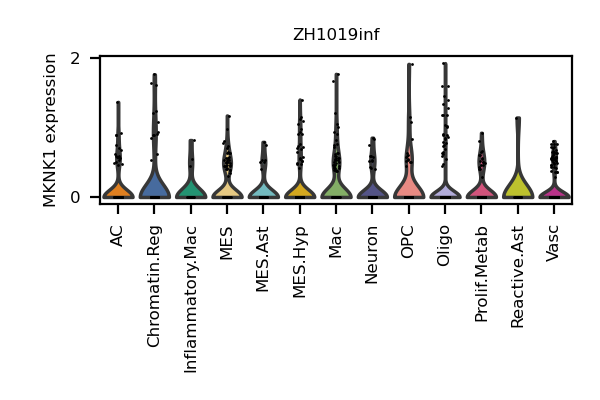 ZH1019inf
MKNK1 expression
2
0
AC
Chromatin.Reg
Inflammatory.Mac
MES
MES.Ast
MES.Hyp
Mac
Neuron
OPC
Oligo
Prolif.Metab
Reactive.Ast
Vasc